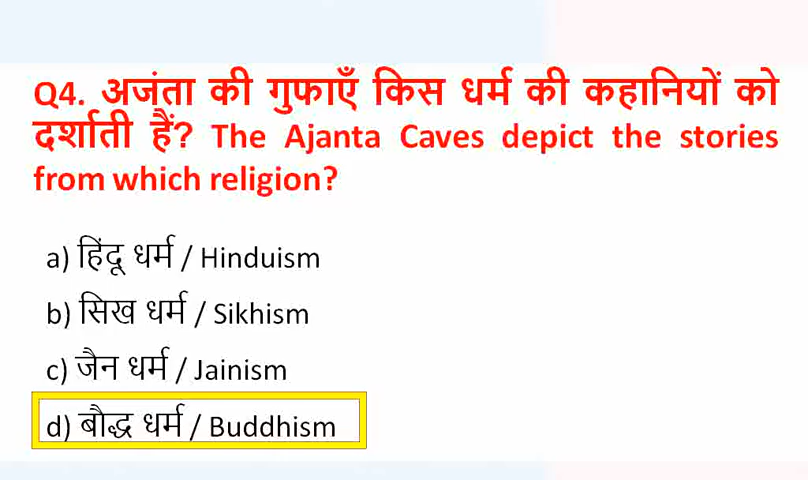 Q4. अजंता की गुफाएँ किस धर्म की कहानियों को
दर्शाती हैं? The Ajanta Caves depict the stories
from which religion?
a) हिंदू धर्म / Hinduism
b) सिख धर्म / Sikhism
c) जैन धर्म / Jainism
d) बौद्ध धर्म / Buddhism